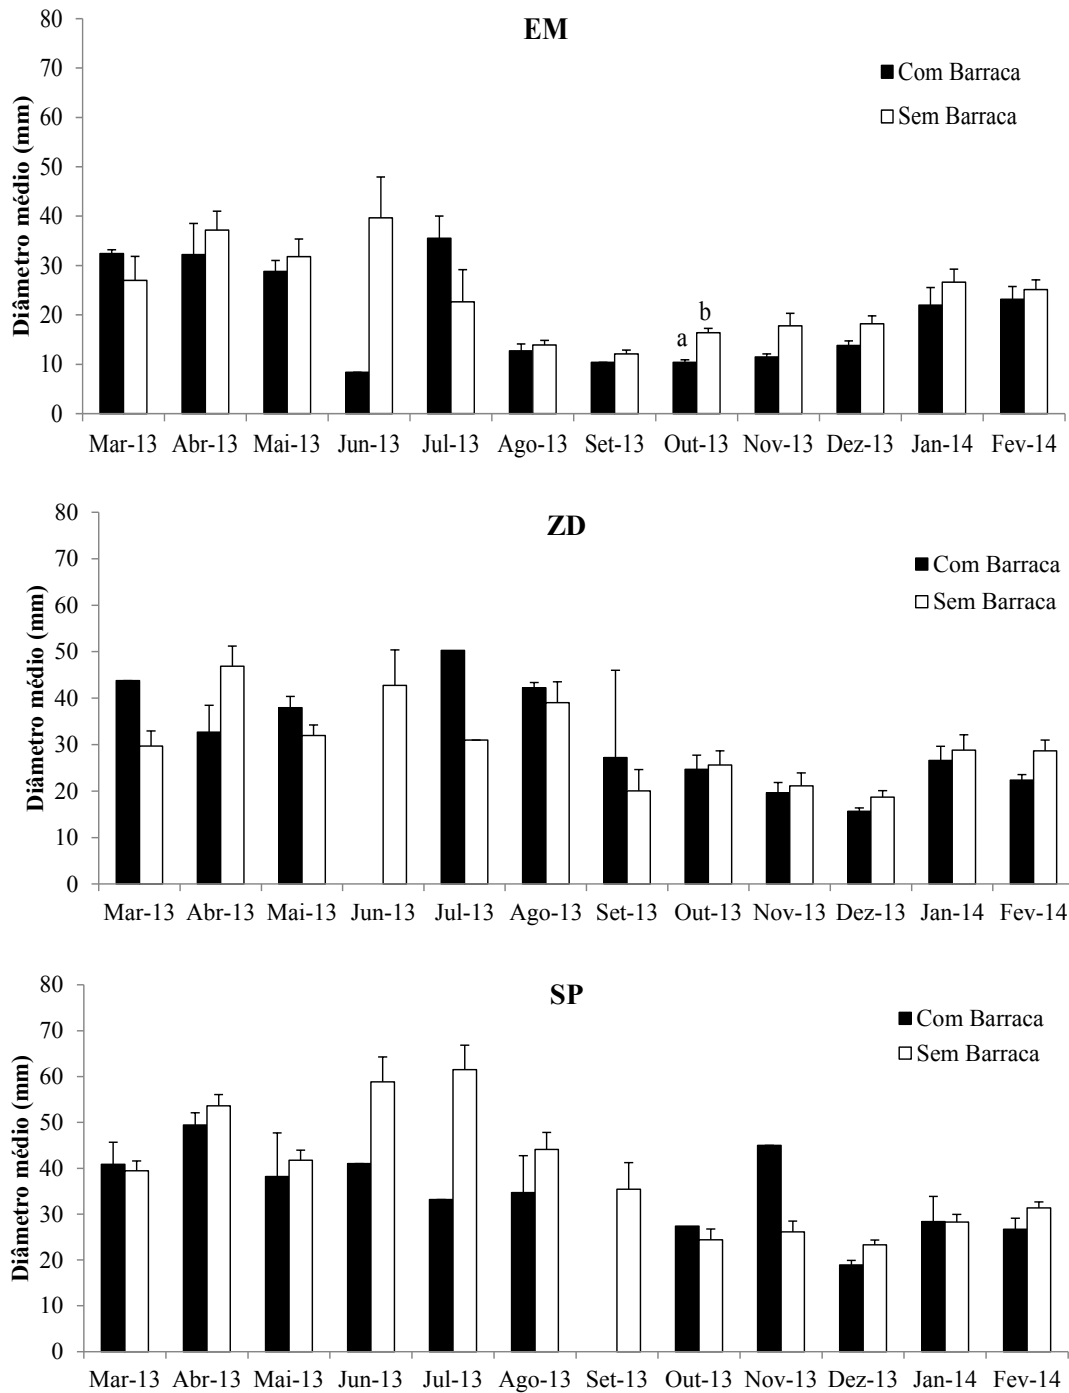 EM
Com Barraca
Sem Barraca
Diâmetro médio (mm)
80
70
60
50
40
30
20
10
0
a
b
Mar-13 Abr-13 Mai-13 Jun-13 Jul-13 Ago-13 Set-13 Out-13 Nov-13 Dez-13 Jan-14 Fev-14
ZD
Com Barraca
Sem Barraca
Diâmetro médio (mm)
80
70
60
50
40
30
20
10
0
Mar-13 Abr-13 Mai-13 Jun-13 Jul-13 Ago-13 Set-13 Out-13 Nov-13 Dez-13 Jan-14 Fev-14
SP
Com Barraca
Sem Barraca
Diâmetro médio (mm)
80
70
60
50
40
30
20
10
0
Mar-13 Abr-13 Mai-13 Jun-13 Jul-13 Ago-13 Set-13 Out-13 Nov-13 Dez-13 Jan-14 Fev-14